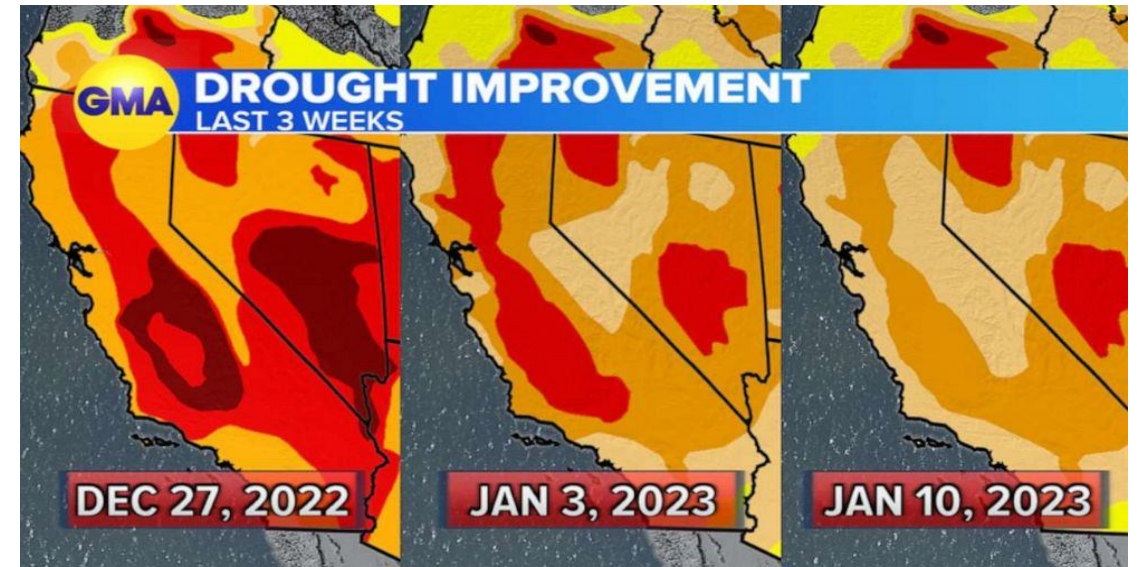 GMA
DROUGHT IMPROVEMENT
LAST 3 WEEKS
DEC 27, 2022
JAN 3, 2023
JAN 10, 2023